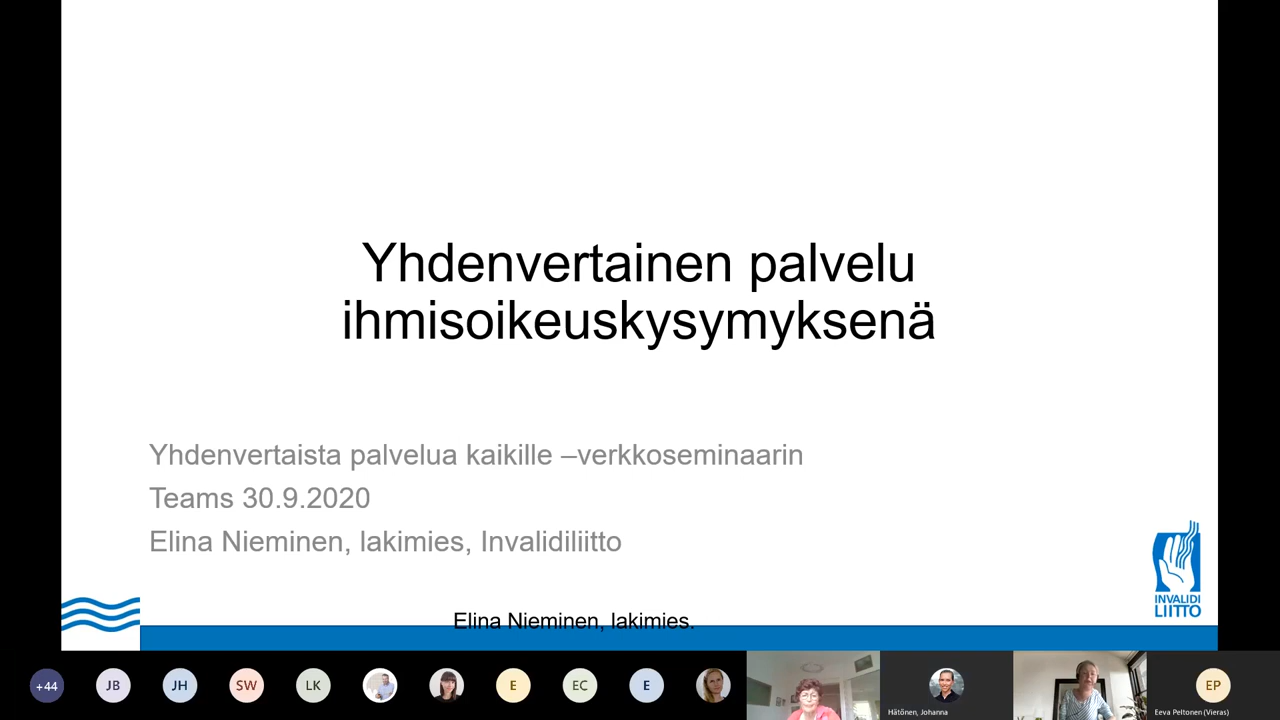 Yhdenvertainen palvelu
ihmisoikeuskysymyksenä
Yhdenvertaista palvelua kaikille –verkkoseminaarin
Teams 30.9.2020
Elina Nieminen, lakimies, Invalidiliitto
INVALIDI
LIITTO
Elina Nieminen, lakimies.
+44
JB
JH
SW
LK
E
EC
E
EP
Hätönen, Johanna
Eeva Peltonen (Vieras)